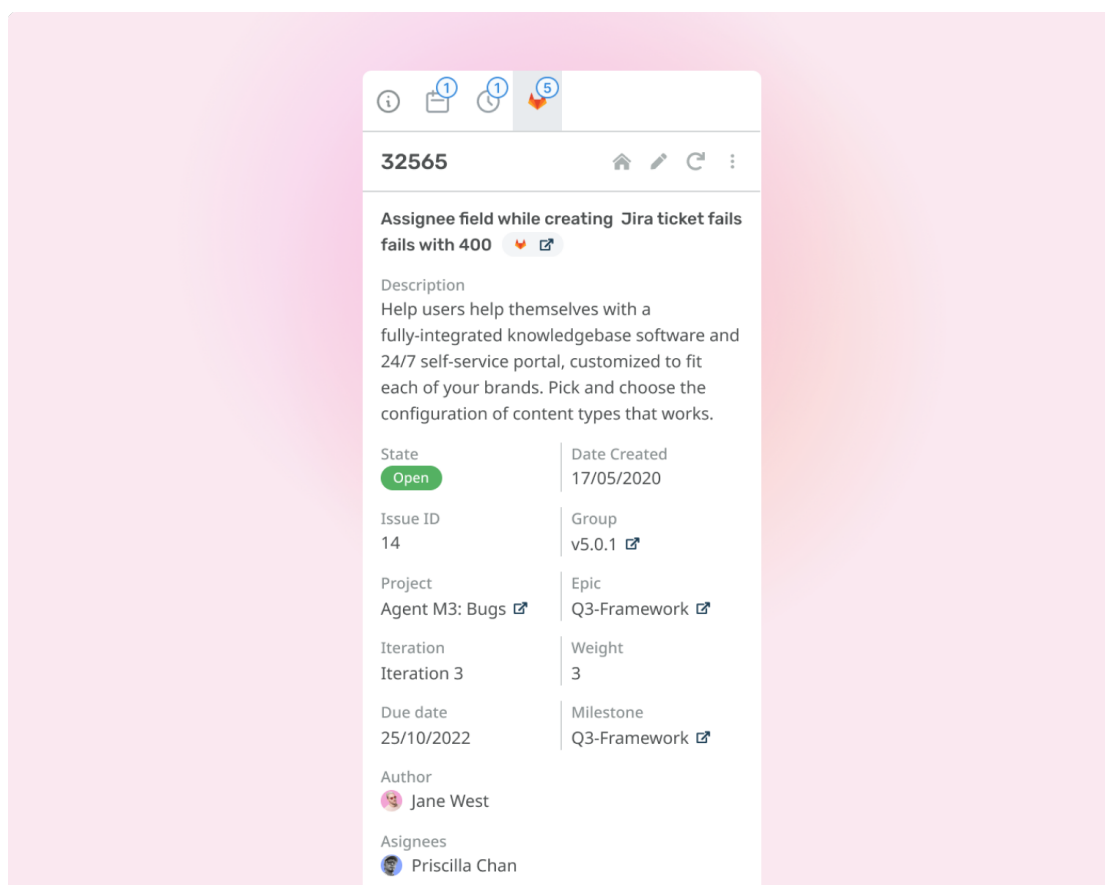 1
1
5
32565
Assignee field while creating  Jira ticket fails
fails with 400
Description
Help users help themselves with a
fully-integrated knowledgebase software and
24/7 self-service portal, customized to fit
each of your brands. Pick and choose the
configuration of content types that works.
State
Open
Date Created
17/05/2020
Issue ID
14
Group
v5.0.1
Project
Agent M3: Bugs
Epic
Q3-Framework
Iteration
Iteration 3
Weight
3
Due date
25/10/2022
Milestone
Q3-Framework
Author
Jane West
Asignees
Priscilla Chan